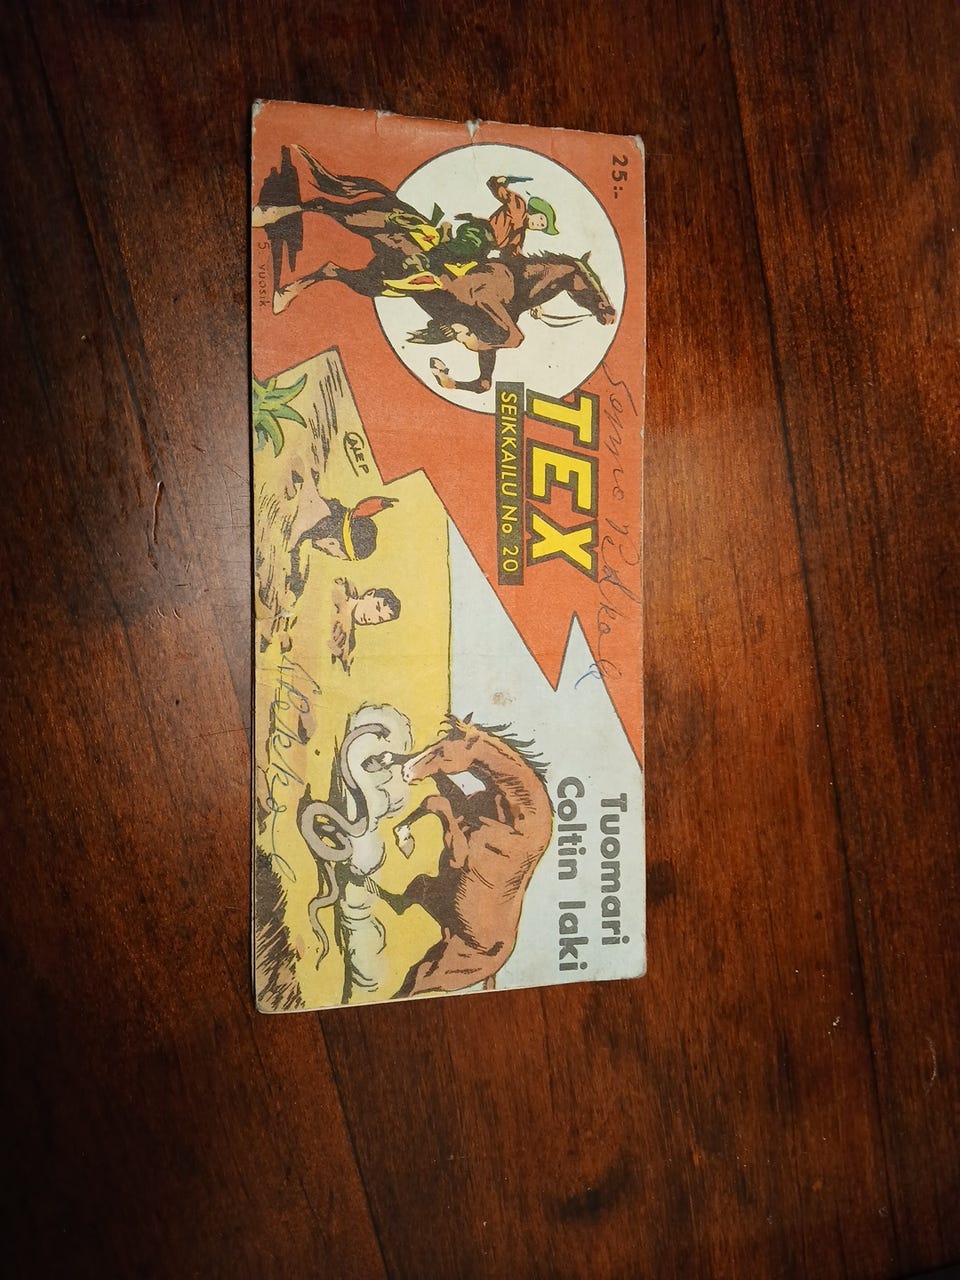 25:-
TEX
SEIKKAILU No 20
Tuomari
Coltin laki
5 vuosik